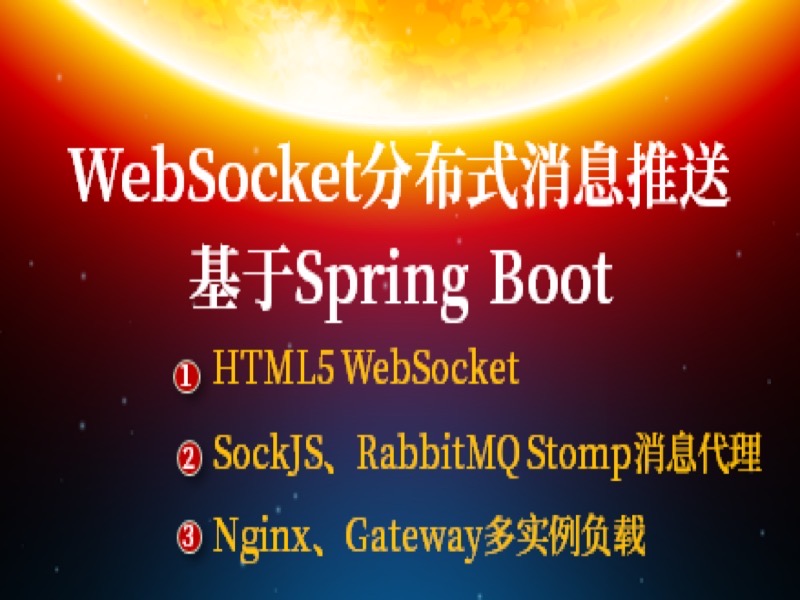 WebSocket分布式消息推送
基于Spring Boot
① HTML5 WebSocket
② SockJS、RabbitMQ Stomp消息代理
③ Nginx、Gateway多实例负载